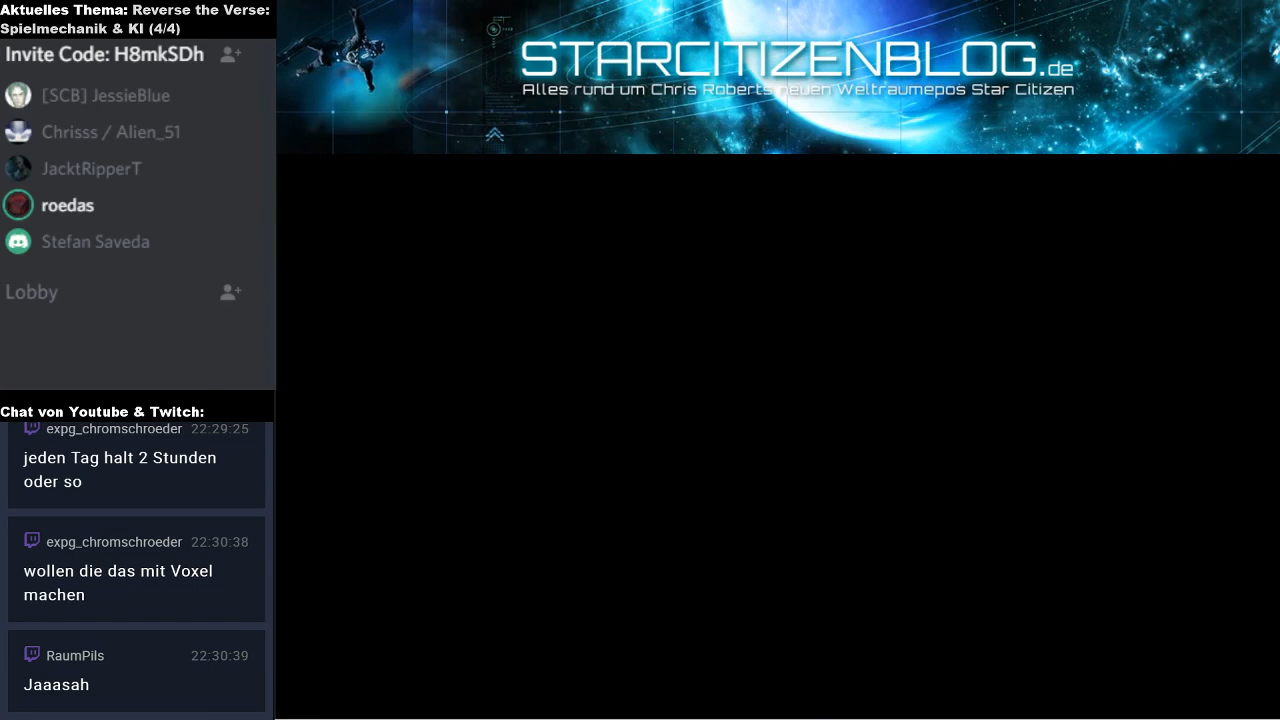 Aktuelles Thema: Reverse the Verse:
Spielmechanik & KI (4/4)
Invite Code: H8mkSDh
[SCB] JessieBlue
Chrisss / Alien_51
JacktRipperT
roedas
Stefan Saveda
Lobby
STARCITIZENBLOG.de
Alles rund um Chris Roberts neuen Weltraumepos Star Citizen
Chat von Youtube & Twitch:
expg_chromschroeder 22:29:25
jeden Tag halt 2 Stunden
oder so
expg_chromschroeder 22:30:38
wollen die das mit Voxel
machen
RaumPils 22:30:39
Jaaasah